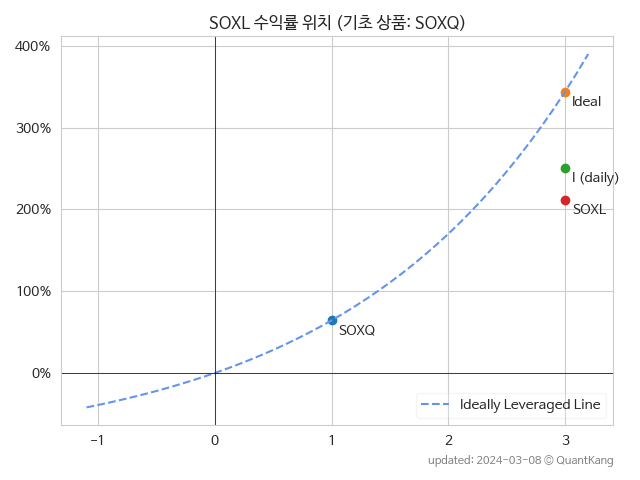 SOXL 수익률 위치 (기초 상품: SOXQ)
400%
300%
200%
100%
0%
Ideal
I (daily)
SOXL
SOXQ
Ideally Leveraged Line
−1
0
1
2
3
updated: 2024-03-08 © QuantKang